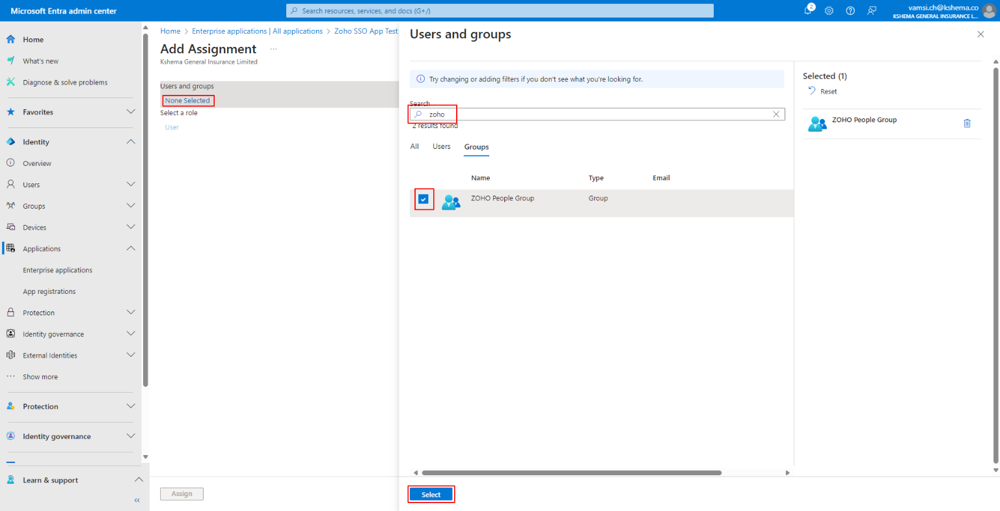 Microsoft Entra admin center
Search resources, services, and docs (G+/)
2
vamsi.ch@kshema.co
KSHEMA GENERAL INSURANCE L...
Home
What's new
Diagnose & solve problems
Favorites
Identity
Overview
Users
Groups
Devices
Applications
Enterprise applications
App registrations
Protection
Identity governance
External Identities
Show more
Protection
Identity governance
Learn & support
Home > Enterprise applications | All applications > Zoho SSO App Test
Add Assignment ...
Kshema General Insurance Limited
Users and groups
None Selected
Select a role
User
Assign
Users and groups
Try changing or adding filters if you don't see what you're looking for.
Search
zoho
2 results found
All Users Groups
Name Type Email
ZOHO People Group Group
Select
Selected (1)
Reset
ZOHO People Group